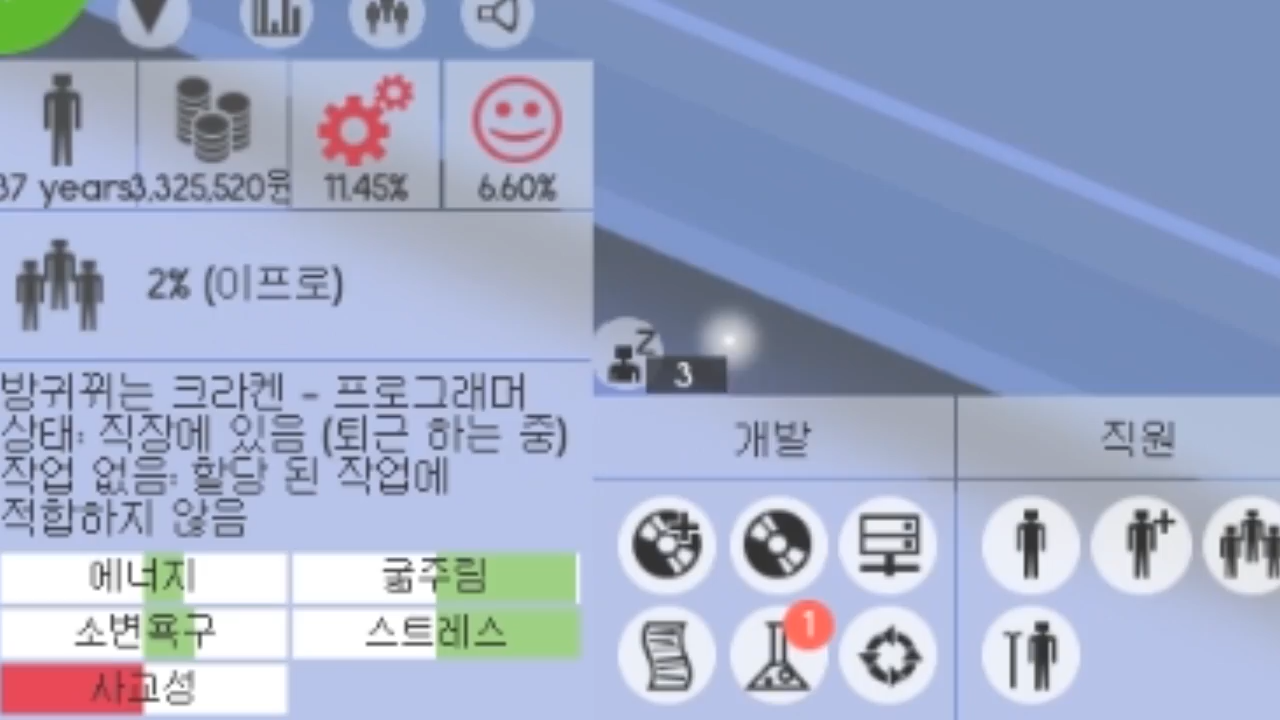 37 years
3,325,520원
11.45%
6.60%
2% (이프로)
방귀뀌는 크라켄 - 프로그래머
상태: 직장에 있음 (퇴근 하는 중)
작업 없음: 할당 된 작업에
적합하지 않음
에너지
굶주림
소변욕구
스트레스
사교성
Z
3
개발
직원
1